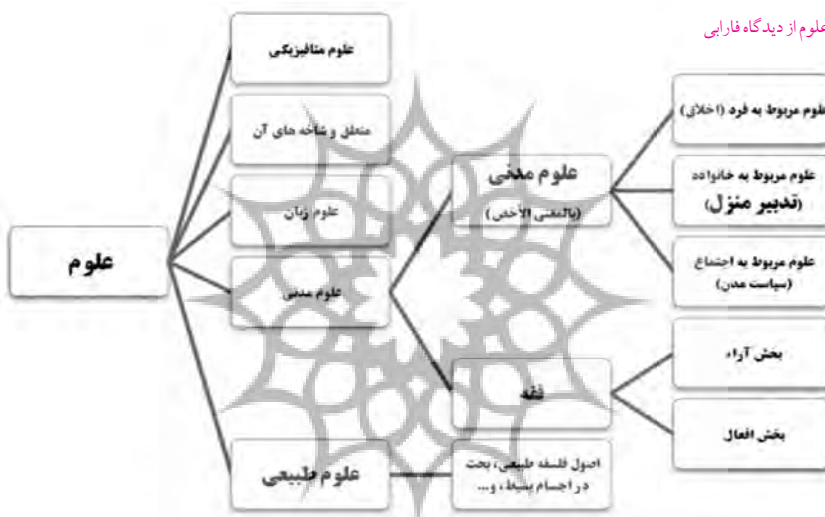 علوم از دیدگاه فارابی
علوم
علوم متافیزیکی
منطق و شاخه های آن
علوم زبان
علوم مدنی
علوم طبیعی
علوم مدنی
(بالمعنی الأخص)
فقه
اصول فلسفه طبیعی، بحث
در اجسام بسیط، و...
علوم مربوط به فرد (اخلاق)
علوم مربوط به خانواده
(تدبیر منزل)
علوم مربوط به اجتماع
(سیاست مدن)
بخش آراء
بخش افعال